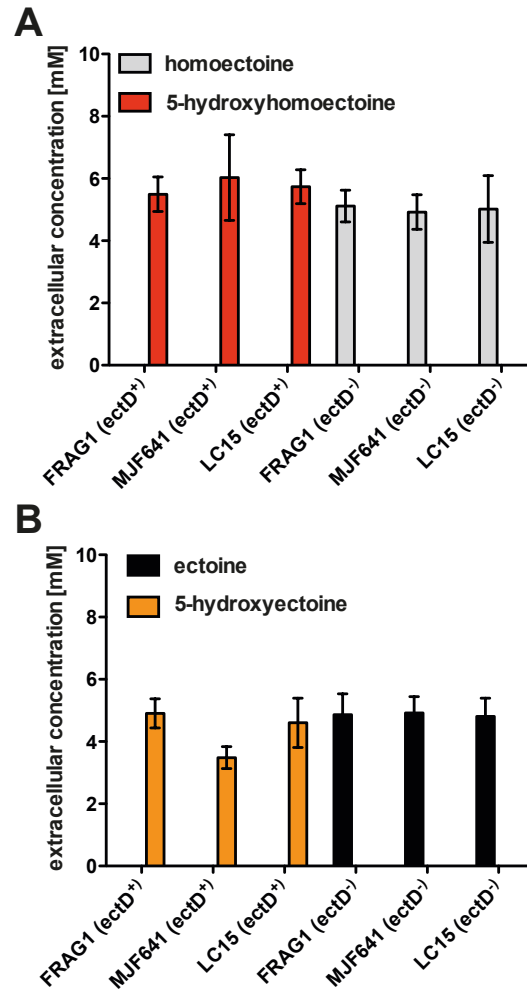 A
extracellular concentration [mM]
10
8
6
4
2
0
homoectoine
5-hydroxyhomoectoine
FRAG1 (ectD⁺)
MJF641 (ectD⁺)
LC15 (ectD⁺)
FRAG1 (ectD⁻)
MJF641 (ectD⁻)
LC15 (ectD⁻)
B
extracellular concentration [mM]
10
8
6
4
2
0
ectoine
5-hydroxyectoine
FRAG1 (ectD⁺)
MJF641 (ectD⁺)
LC15 (ectD⁺)
FRAG1 (ectD⁻)
MJF641 (ectD⁻)
LC15 (ectD⁻)